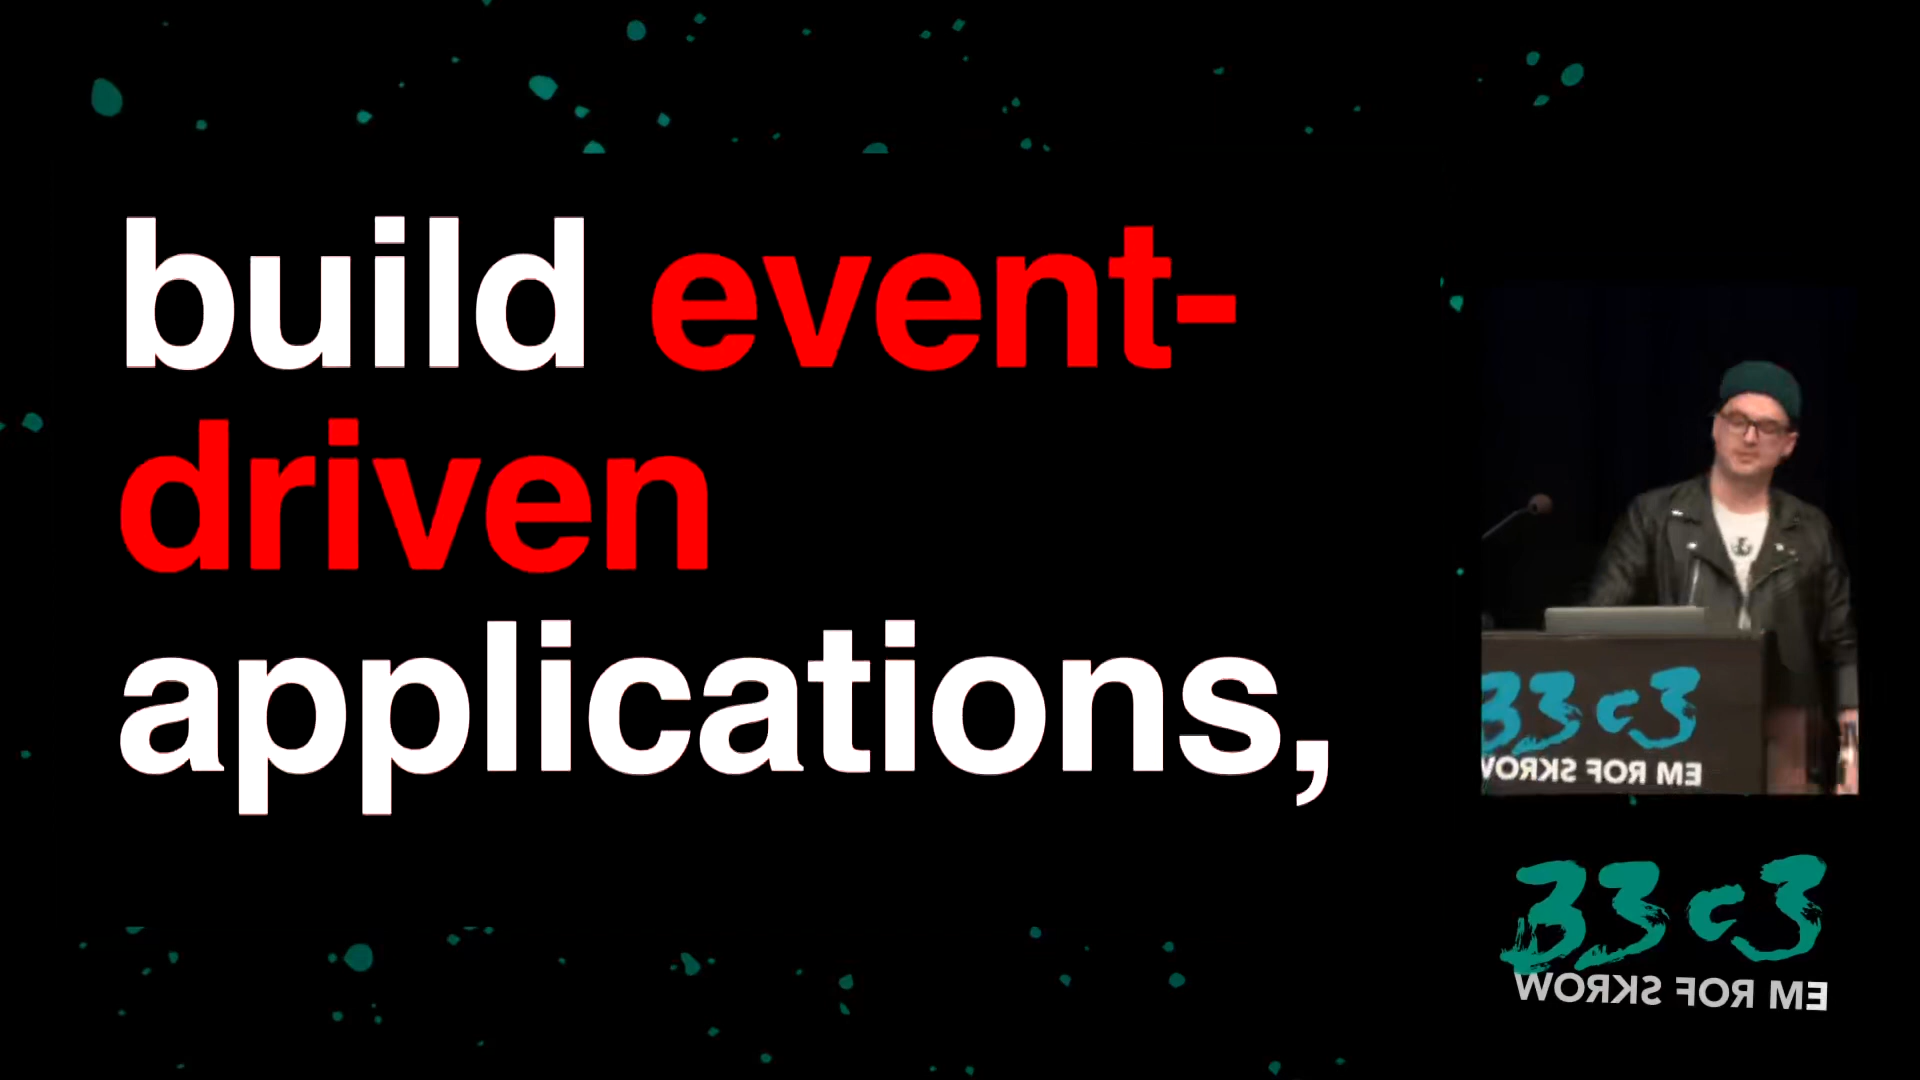 build event-
driven
applications,
33c3
WORKS FOR ME
33c3
WORKS FOR ME